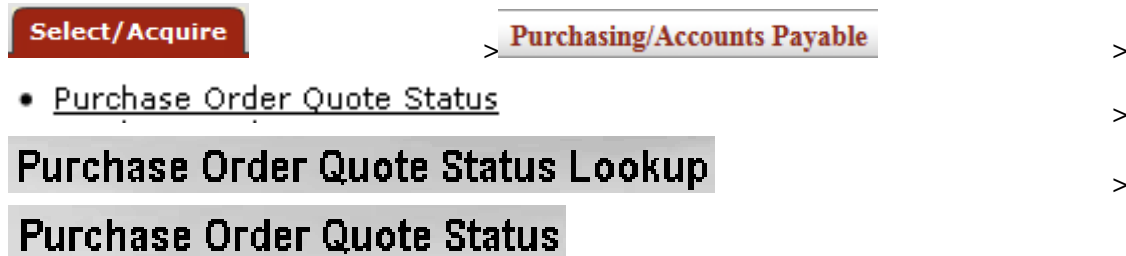 Select/Acquire > Purchasing/Accounts Payable >
• Purchase Order Quote Status >
Purchase Order Quote Status Lookup >
Purchase Order Quote Status